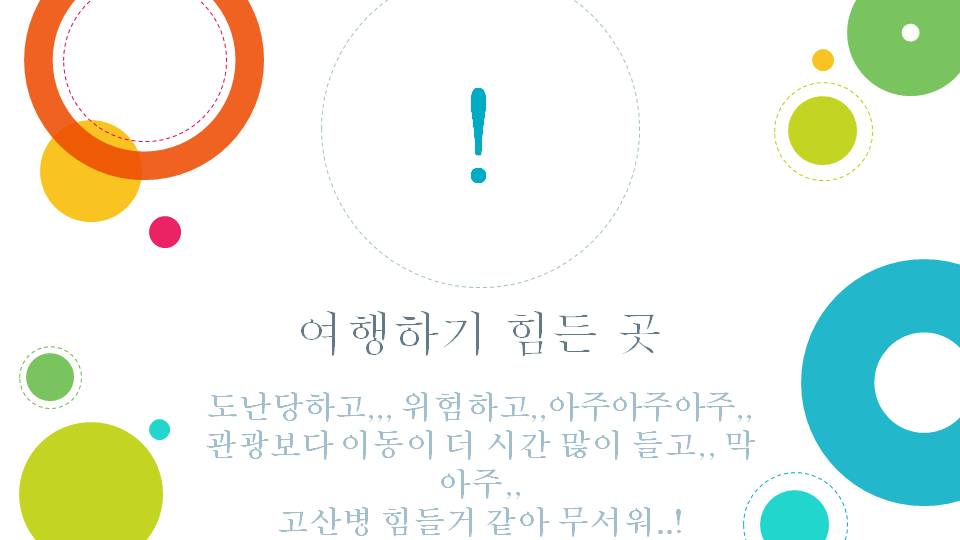 !
여행하기 힘든 곳
도난당하고,,, 위험하고,,아주아주아주,,
관광보다 이동이 더 시간 많이 들고,, 막
아주,,
고산병 힘들거 같아 무서워..!